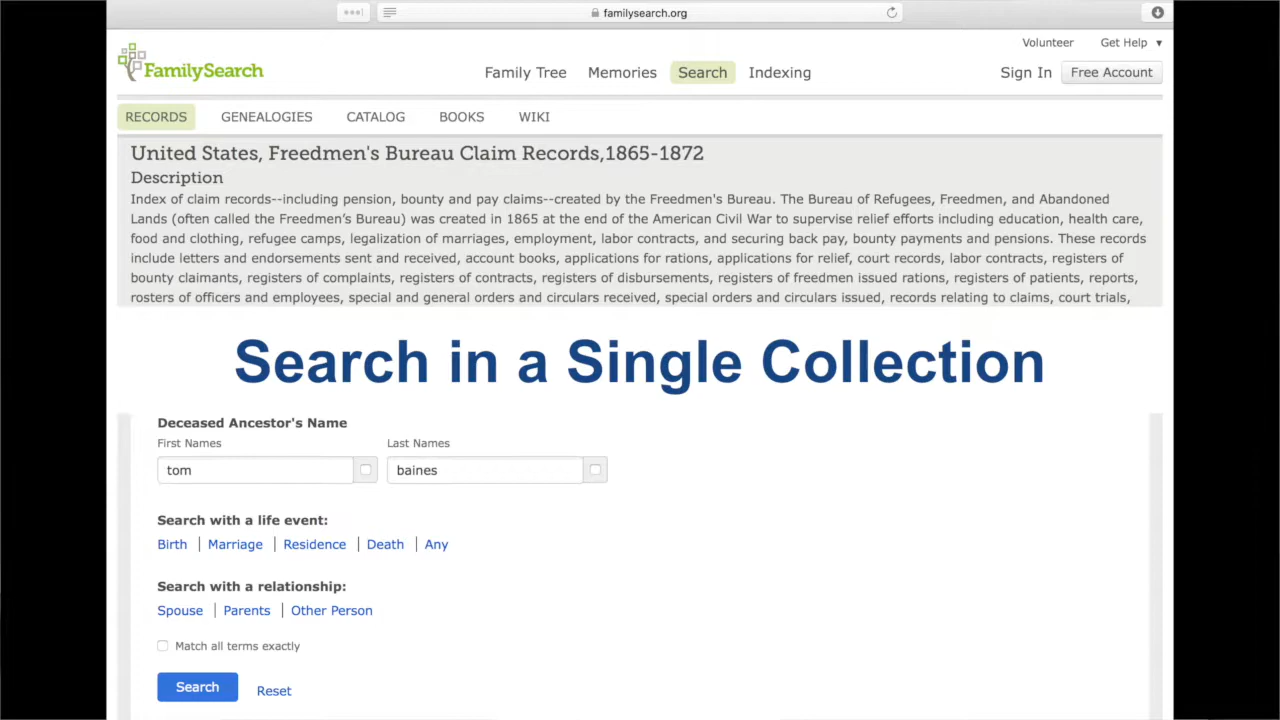 familysearch.org
Volunteer Get Help ▼
FamilySearch
Family Tree Memories Search Indexing Sign In Free Account
RECORDS GENEALOGIES CATALOG BOOKS WIKI
United States, Freedmen's Bureau Claim Records,1865-1872
Description
Index of claim records--including pension, bounty and pay claims--created by the Freedmen's Bureau. The Bureau of Refugees, Freedmen, and Abandoned
Lands (often called the Freedmen’s Bureau) was created in 1865 at the end of the American Civil War to supervise relief efforts including education, health care,
food and clothing, refugee camps, legalization of marriages, employment, labor contracts, and securing back pay, bounty payments and pensions. These records
include letters and endorsements sent and received, account books, applications for rations, applications for relief, court records, labor contracts, registers of
bounty claimants, registers of complaints, registers of contracts, registers of disbursements, registers of freedmen issued rations, registers of patients, reports,
rosters of officers and employees, special and general orders and circulars received, special orders and circulars issued, records relating to claims, court trials,
Search in a Single Collection
Deceased Ancestor's Name
First Names Last Names
tom baines
Search with a life event:
Birth | Marriage | Residence | Death | Any
Search with a relationship:
Spouse | Parents | Other Person
Match all terms exactly
Search Reset